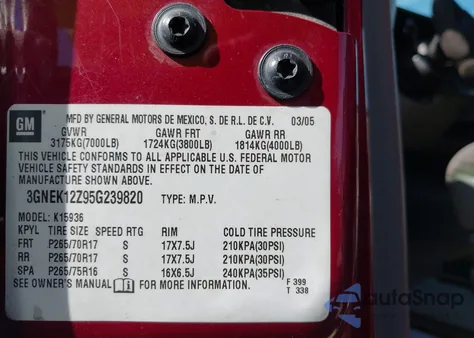 GM
MFD BY GENERAL MOTORS DE MEXICO, S. DE R.L. DE C.V. 03/05
GVWR GAWR FRT GAWR RR
3175KG(7000LB) 1724KG(3800LB) 1814KG(4000LB)
THIS VEHICLE CONFORMS TO ALL APPLICABLE U.S. FEDERAL MOTOR
VEHICLE SAFETY STANDARDS IN EFFECT ON THE DATE OF
MANUFACTURE SHOWN ABOVE.
3GNEK12Z95G239820 TYPE: M.P.V.
MODEL: K15936
KPYL TIRE SIZE SPEED RTG RIM COLD TIRE PRESSURE
FRT P265/70R17 S 17X7.5J 210KPA(30PSI)
RR P265/70R17 S 17X7.5J 210KPA(30PSI)
SPA P265/75R16 S 16X6.5J 240KPA(35PSI)
SEE OWNER'S MANUAL i FOR MORE INFORMATION.
F 399
T 338
autoSnap